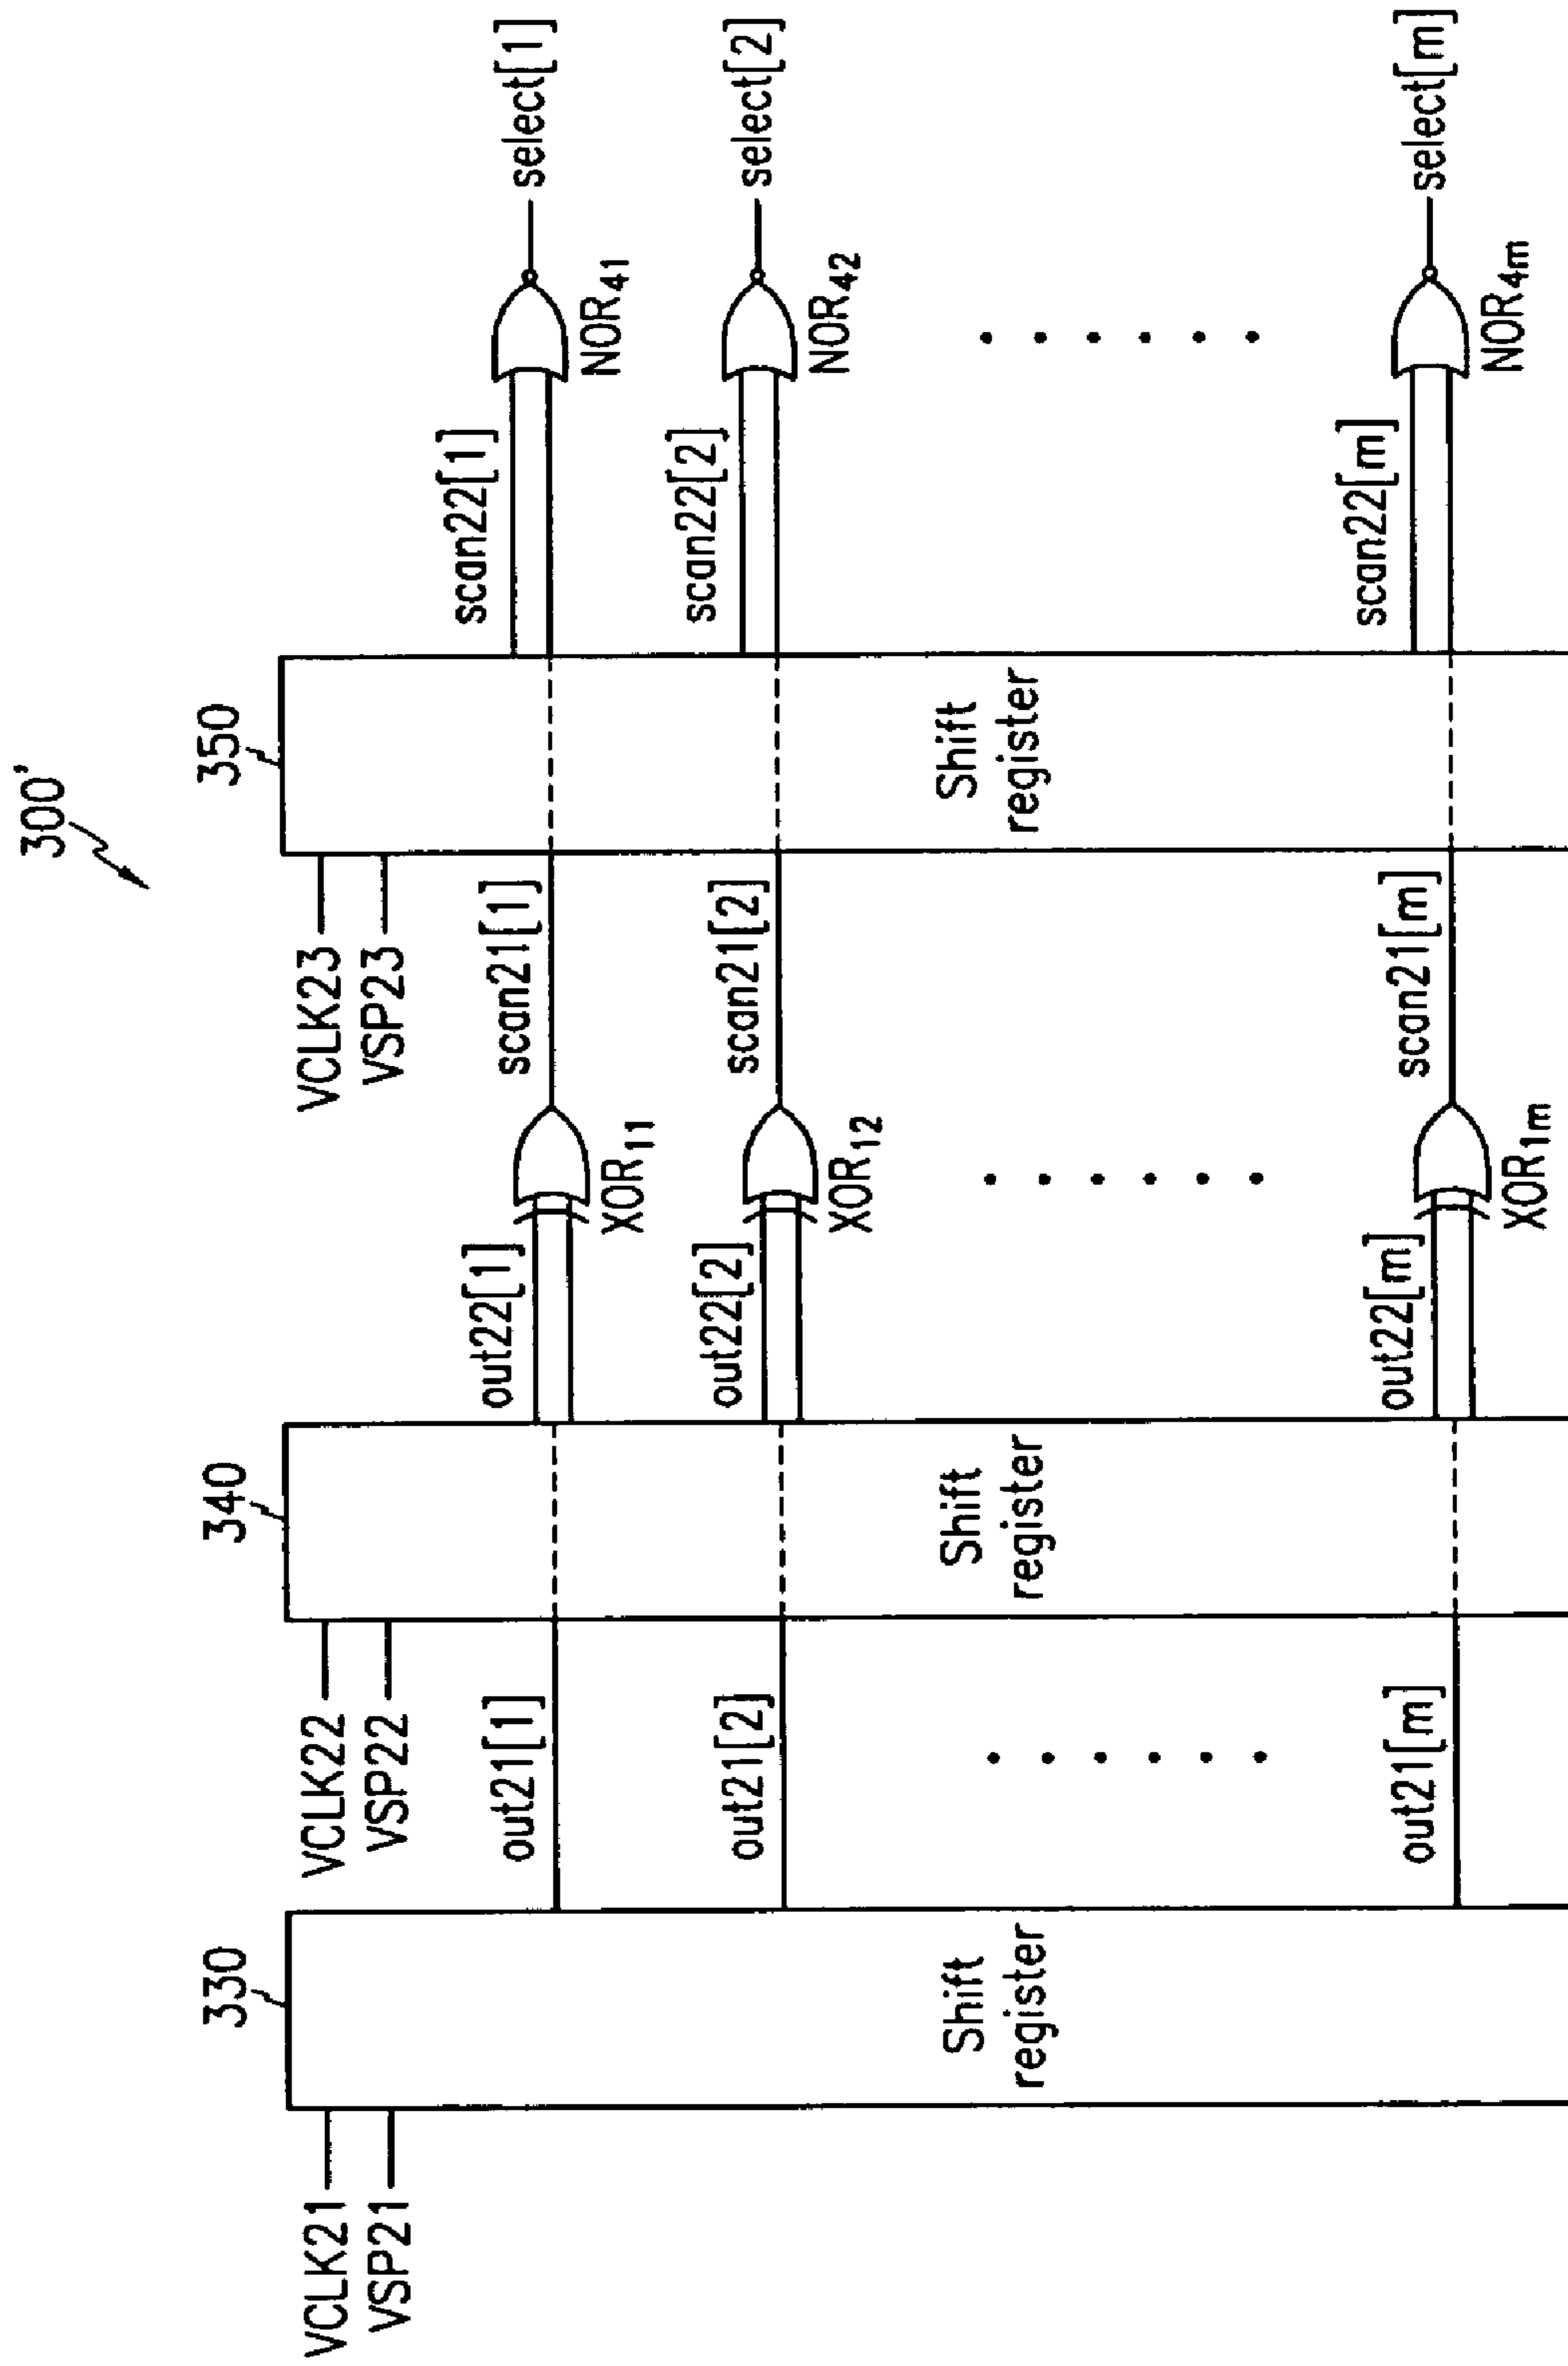 300'
330
340
350
VCLK21
VSP21
VCLK22
VSP22
VCLK23
VSP23
out21[1]
out22[1]
XOR11
scan21[1]
scan22[1]
NOR41
select[1]
out21[2]
out22[2]
XOR12
scan21[2]
scan22[2]
NOR42
select[2]
Shift
register
Shift
register
Shift
register
out21[m]
out22[m]
XOR1m
scan21[m]
scan22[m]
NOR4m
select[m]